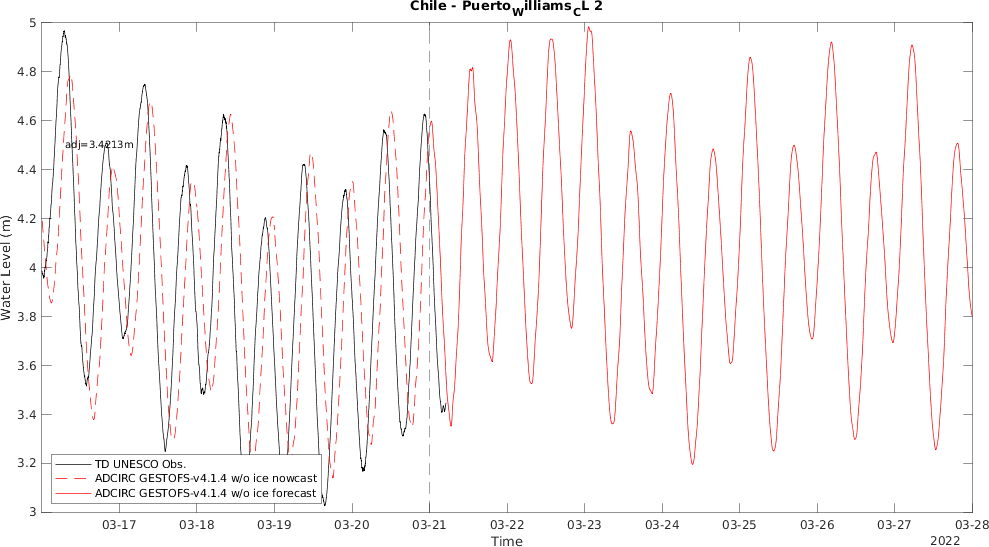 Chile - PuertoWilliamsCL 2
Water Level (m)
5
4.8
4.6
4.4
4.2
4
3.8
3.6
3.4
3.2
3
adj=3.4213m
TD UNESCO Obs.
ADCIRC GESTOFS-v4.1.4 w/o ice nowcast
ADCIRC GESTOFS-v4.1.4 w/o ice forecast
03-17 03-18 03-19 03-20 03-21 03-22 03-23 03-24 03-25 03-26 03-27 03-28
Time
2022